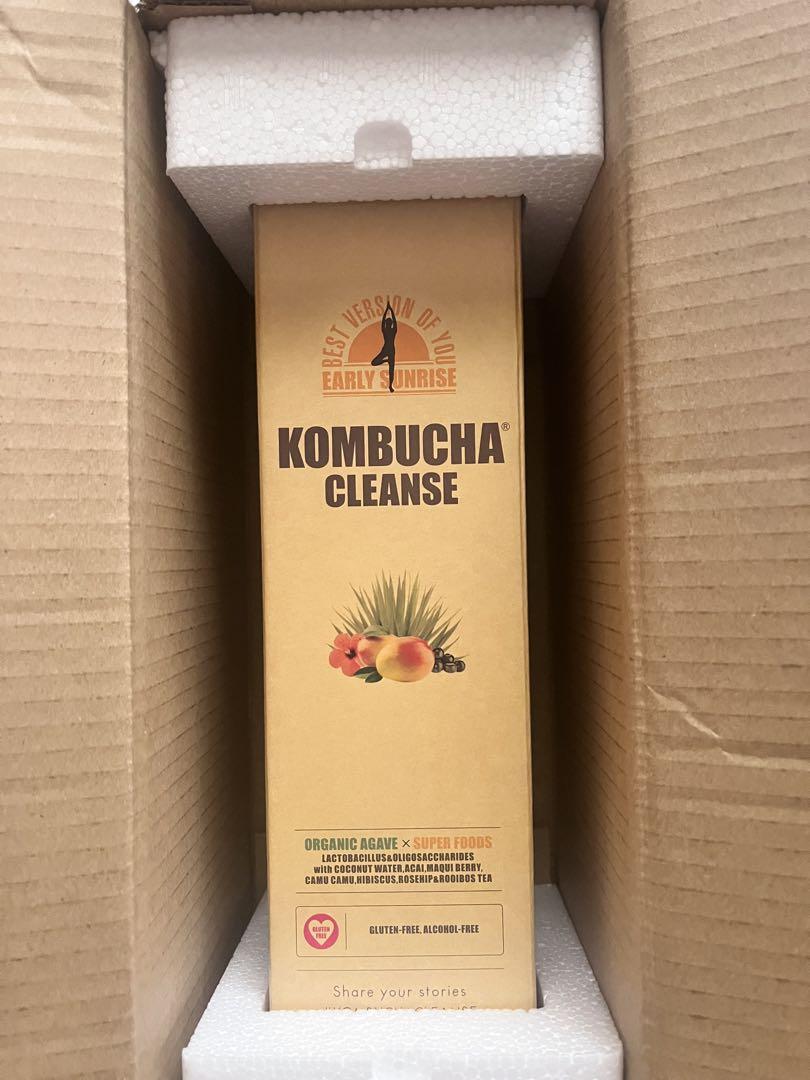 BEST VERSION OF YOU
EARLY SUNRISE
KOMBUCHA®
CLEANSE
ORGANIC AGAVE × SUPER FOODS
LACTOBACILLUS&OLIGOSACCHARIDES
with COCONUT WATER,ACAI,MAQUI BERRY,
CAMU CAMU,HIBISCUS,ROSEHIP&ROOIBOS TEA
GLUTEN
FREE
GLUTEN-FREE, ALCOHOL-FREE
Share your stories
CLEANSE